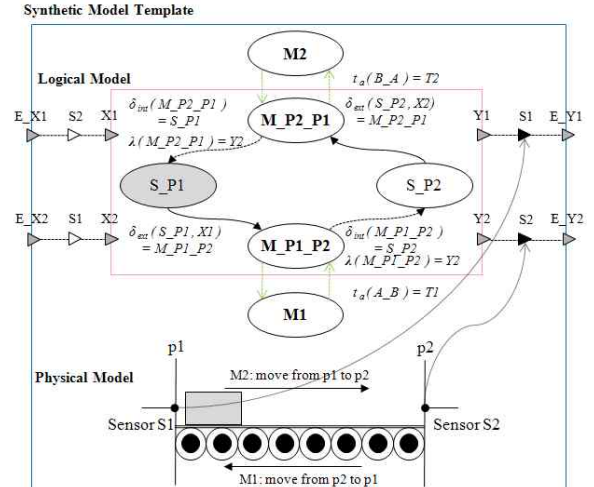 Synthetic Model Template
M2
Logical Model
t_a(B_A) = T2
δ_int(M_P2_P1)
= S_P1
λ(M_P2_P1) = Y2
M_P2_P1
δ_ext(S_P2, X2)
= M_P2_P1
E_X1
S2
X1
Y1
S1
E_Y1
S_P1
S_P2
E_X2
S1
X2
Y2
S2
E_Y2
δ_ext(S_P1, X1)
= M_P1_P2
M_P1_P2
δ_int(M_P1_P2)
= S_P2
λ(M_P1_P2) = Y2
M1
t_a(A_B) = T1
p1
p2
Physical Model
M2: move from p1 to p2
Sensor S1
Sensor S2
M1: move from p2 to p1